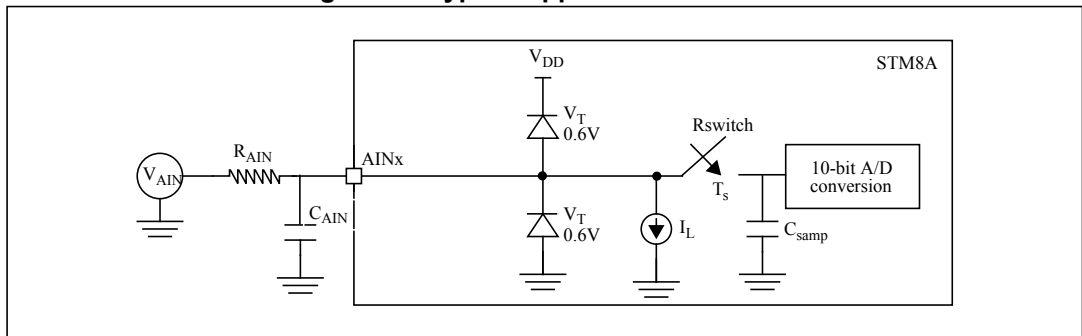 STM8A
V_DD
V_T
0.6V
Rswitch
R_AIN
AINx
V_AIN
10-bit A/D
conversion
T_s
C_AIN
V_T
0.6V
I_L
C_samp